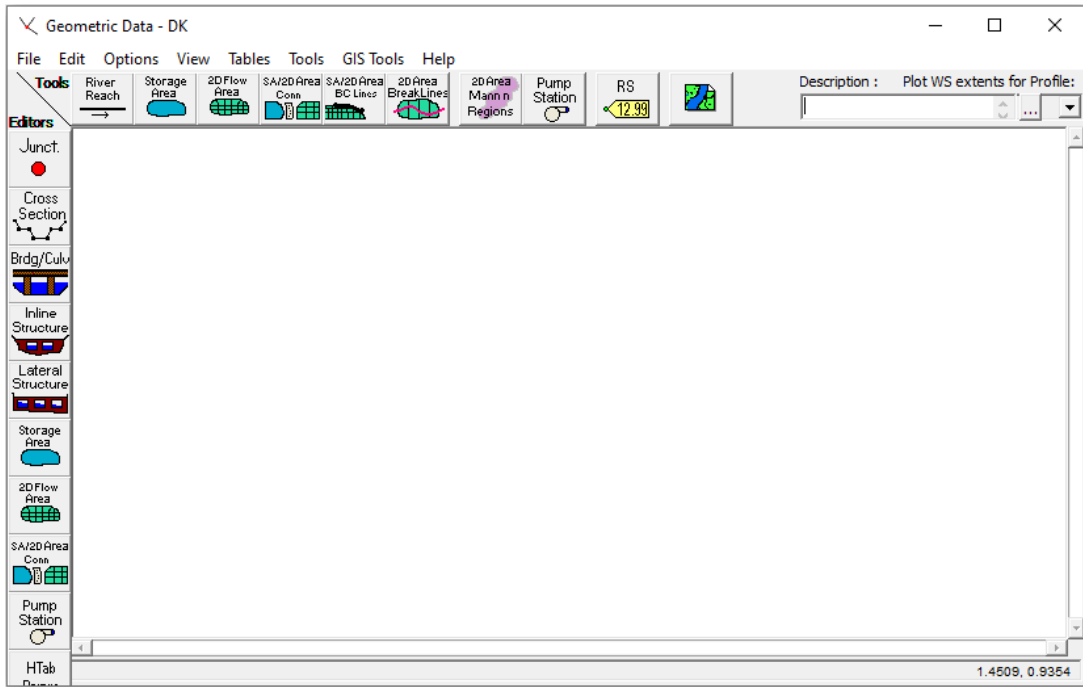 Geometric Data - DK
File Edit Options View Tables Tools GIS Tools Help
Tools
Editors
River
Reach
Storage
Area
2D Flow
Area
SA/2D Area
Conn
SA/2D Area
BC Lines
2D Area
BreakLines
2D Area
Mann n
Regions
Pump
Station
RS
12.99
Description :
Plot WS extents for Profile:
...
Junct.
Cross
Section
Brdg/Culv
Inline
Structure
Lateral
Structure
Storage
Area
2D Flow
Area
SA/2D Area
Conn
Pump
Station
HTab
1.4509, 0.9354